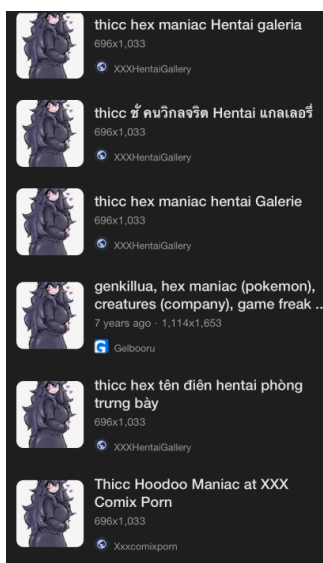 thicc hex maniac Hentai galeria
696x1,033
XXXHentaiGallery
thicc ชั่ คนวิกลจริต Hentai แกลเลอรี่
696x1,033
XXXHentaiGallery
thicc hex maniac hentai Galerie
696x1,033
XXXHentaiGallery
genkillua, hex maniac (pokemon),
creatures (company), game freak ...
7 years ago · 1,114x1,653
G Gelbooru
thicc hex tên điên hentai phòng
trưng bày
696x1,033
XXXHentaiGallery
Thicc Hoodoo Maniac at XXX
Comix Porn
696x1,033
Xxxcomixporn